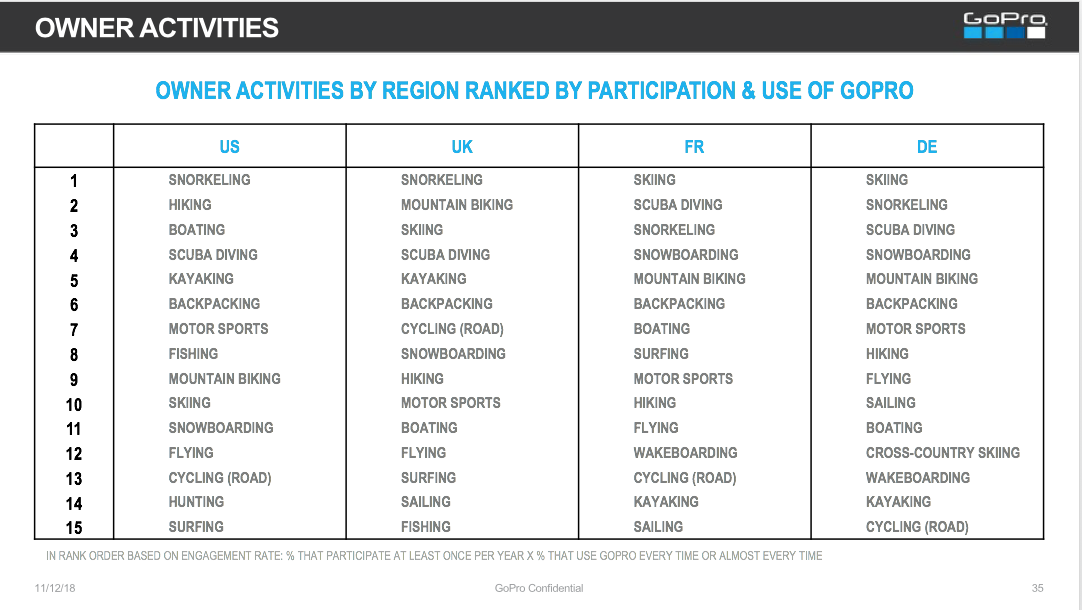 OWNER ACTIVITIES
GoPro
OWNER ACTIVITIES BY REGION RANKED BY PARTICIPATION & USE OF GOPRO
US UK FR DE
1 SNORKELING SNORKELING SKIING SKIING
2 HIKING MOUNTAIN BIKING SCUBA DIVING SNORKELING
3 BOATING SKIING SNORKELING SCUBA DIVING
4 SCUBA DIVING SCUBA DIVING SNOWBOARDING SNOWBOARDING
5 KAYAKING KAYAKING MOUNTAIN BIKING MOUNTAIN BIKING
6 BACKPACKING BACKPACKING BACKPACKING BACKPACKING
7 MOTOR SPORTS CYCLING (ROAD) BOATING MOTOR SPORTS
8 FISHING SNOWBOARDING SURFING HIKING
9 MOUNTAIN BIKING HIKING MOTOR SPORTS FLYING
10 SKIING MOTOR SPORTS HIKING SAILING
11 SNOWBOARDING BOATING FLYING BOATING
12 FLYING FLYING WAKEBOARDING CROSS-COUNTRY SKIING
13 CYCLING (ROAD) SURFING CYCLING (ROAD) WAKEBOARDING
14 HUNTING SAILING KAYAKING KAYAKING
15 SURFING FISHING SAILING CYCLING (ROAD)
IN RANK ORDER BASED ON ENGAGEMENT RATE: % THAT PARTICIPATE AT LEAST ONCE PER YEAR X % THAT USE GOPRO EVERY TIME OR ALMOST EVERY TIME
11/12/18 GoPro Confidential 35